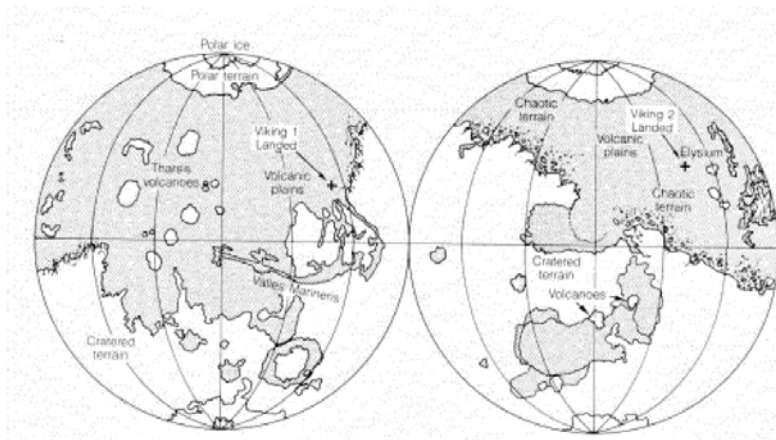 Polar ice
Polar terrain
Viking 1
Landed
Tharsis
volcanoes
Volcanic
plains
Valles Marineris
Cratered
terrain
Chaotic
terrain
Viking 2
Landed
Volcanic
plains
Elysium
Chaotic
terrain
Cratered
terrain
Volcanoes